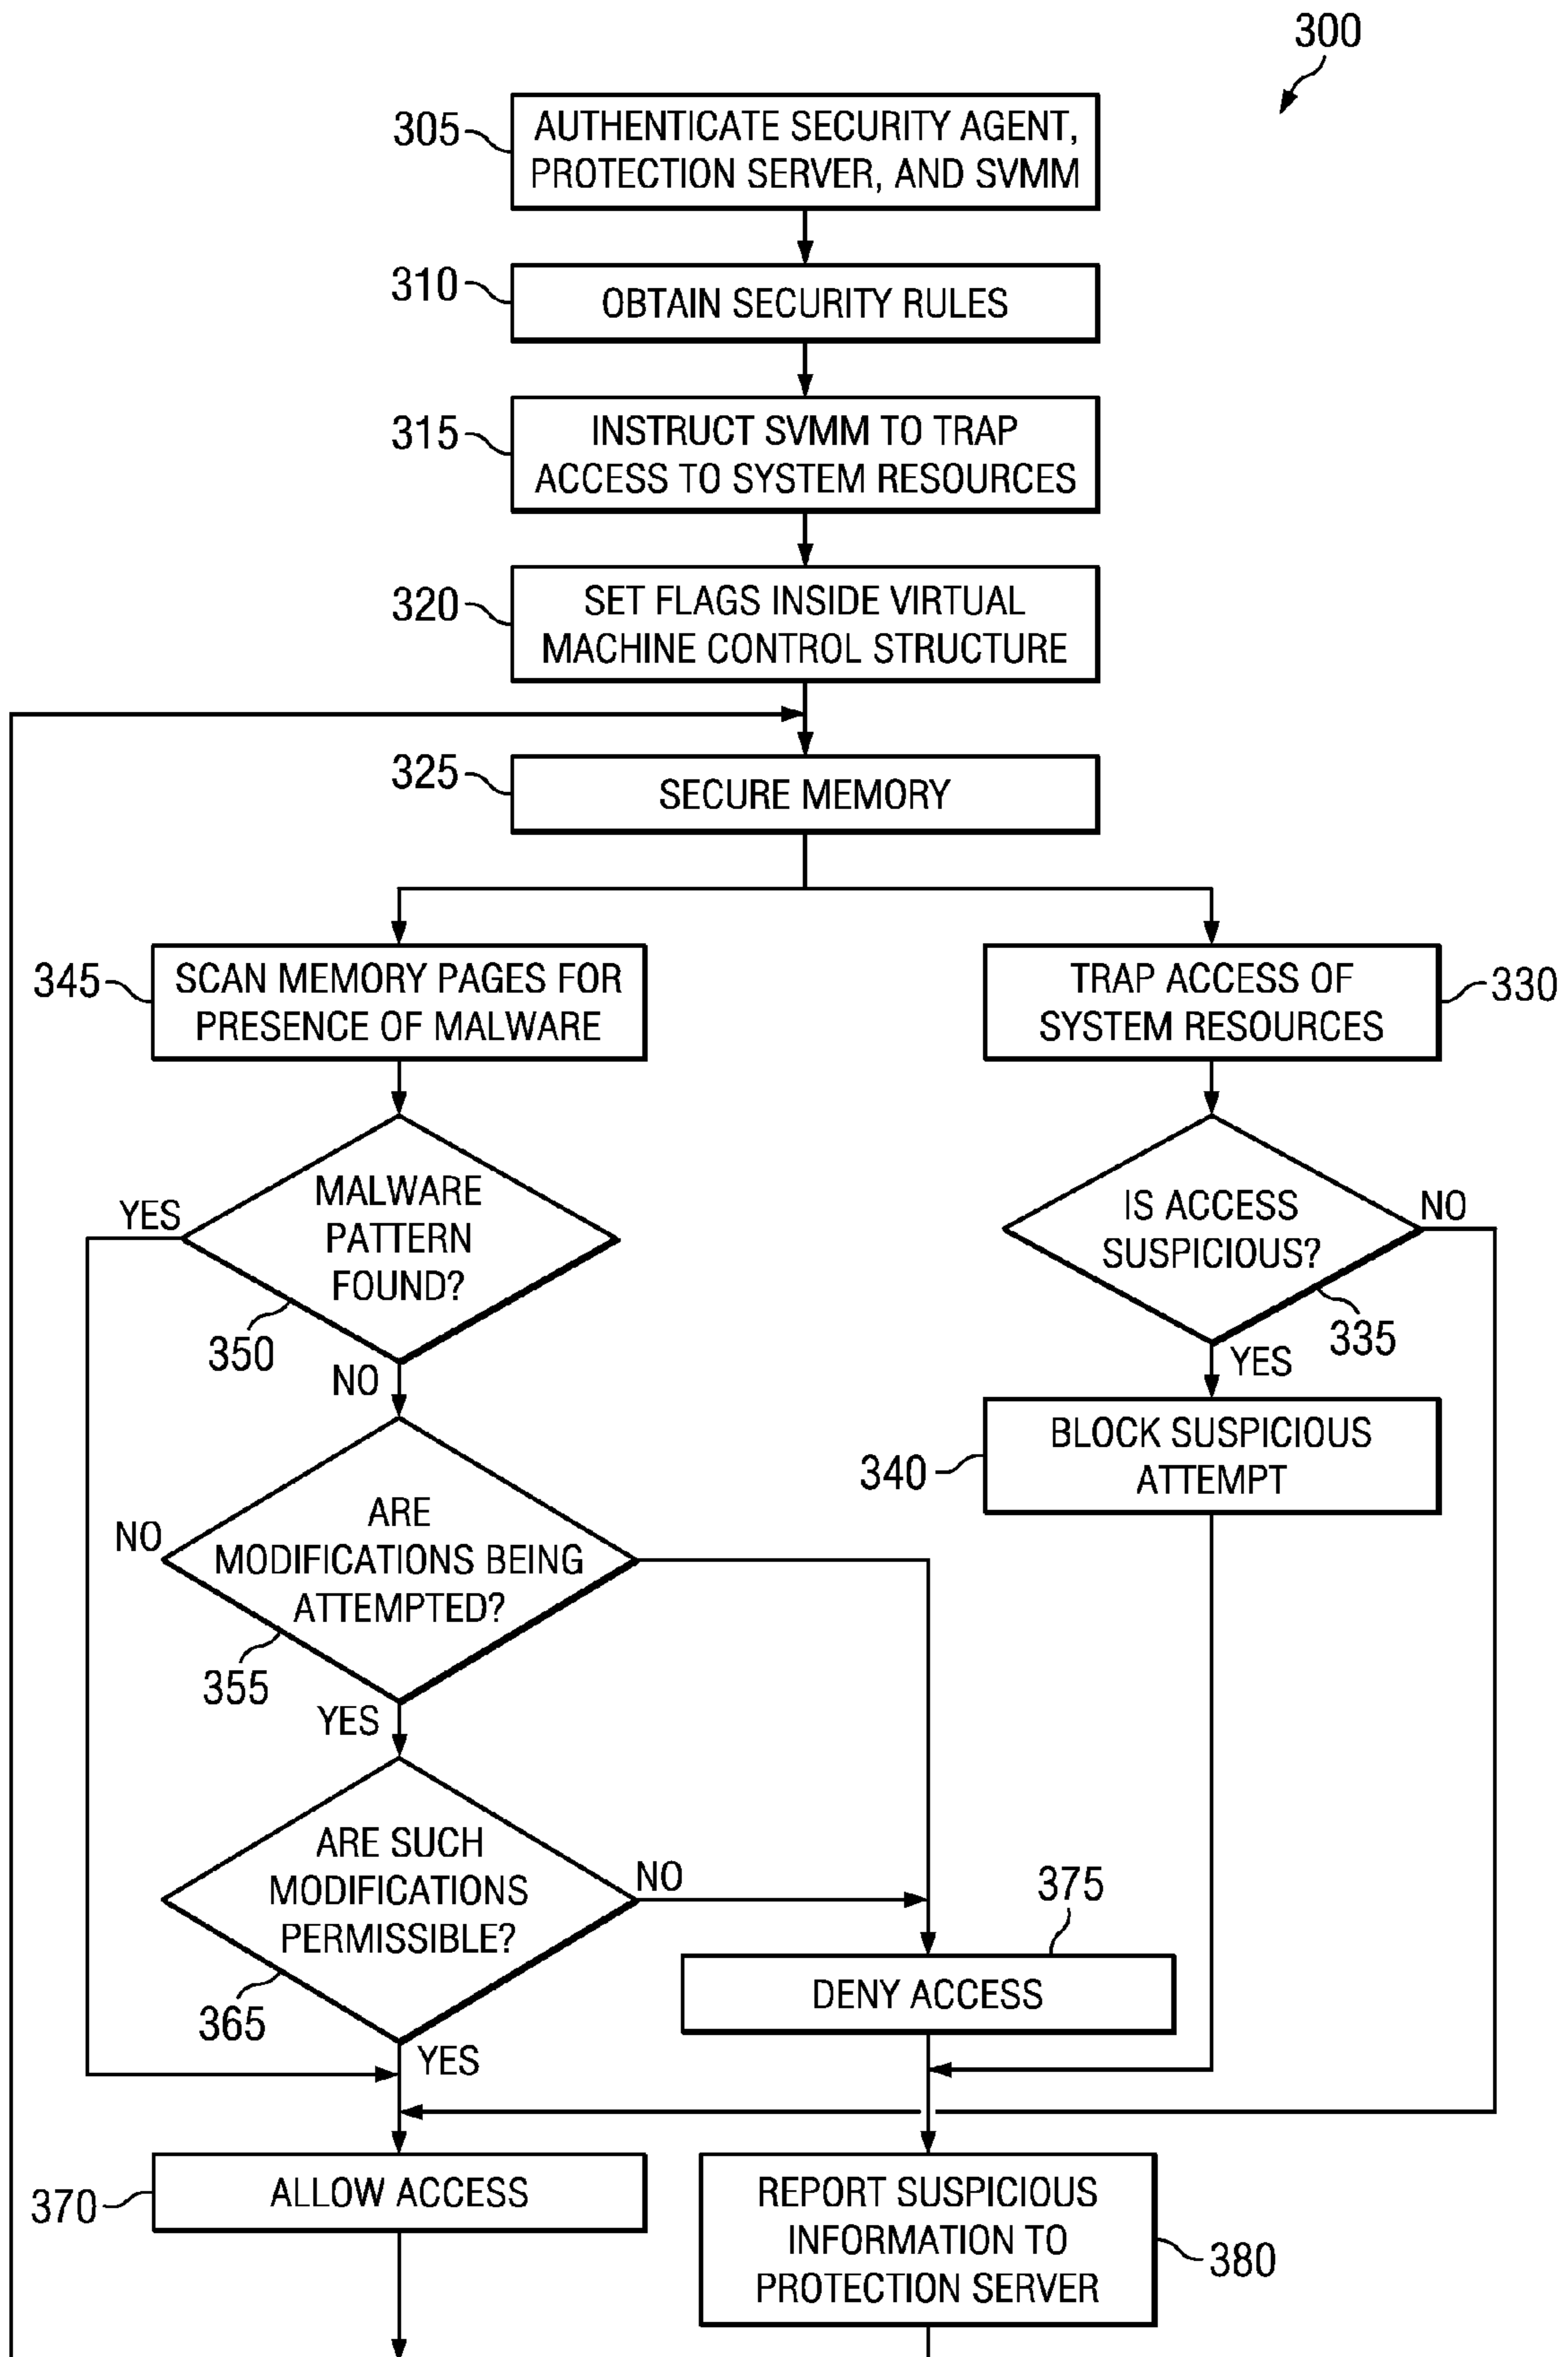 300
305
AUTHENTICATE SECURITY AGENT,
PROTECTION SERVER, AND SVMM
310
OBTAIN SECURITY RULES
315
INSTRUCT SVMM TO TRAP
ACCESS TO SYSTEM RESOURCES
320
SET FLAGS INSIDE VIRTUAL
MACHINE CONTROL STRUCTURE
325
SECURE MEMORY
345
SCAN MEMORY PAGES FOR
PRESENCE OF MALWARE
TRAP ACCESS OF
SYSTEM RESOURCES
330
YES
MALWARE
PATTERN
FOUND?
350
NO
IS ACCESS
SUSPICIOUS?
NO
335
YES
340
BLOCK SUSPICIOUS
ATTEMPT
NO
ARE
MODIFICATIONS BEING
ATTEMPTED?
355
YES
ARE SUCH
MODIFICATIONS
PERMISSIBLE?
NO
365
YES
375
DENY ACCESS
370
ALLOW ACCESS
REPORT SUSPICIOUS
INFORMATION TO
PROTECTION SERVER
380